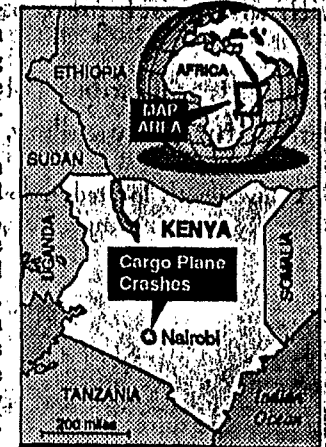 ETHIOPIA
AFRICA
MAP
AREA
SUDAN
KENYA
UGANDA
SOMALIA
Cargo Plane
Crashes
Nairobi
TANZANIA
Indian
Ocean
200 miles